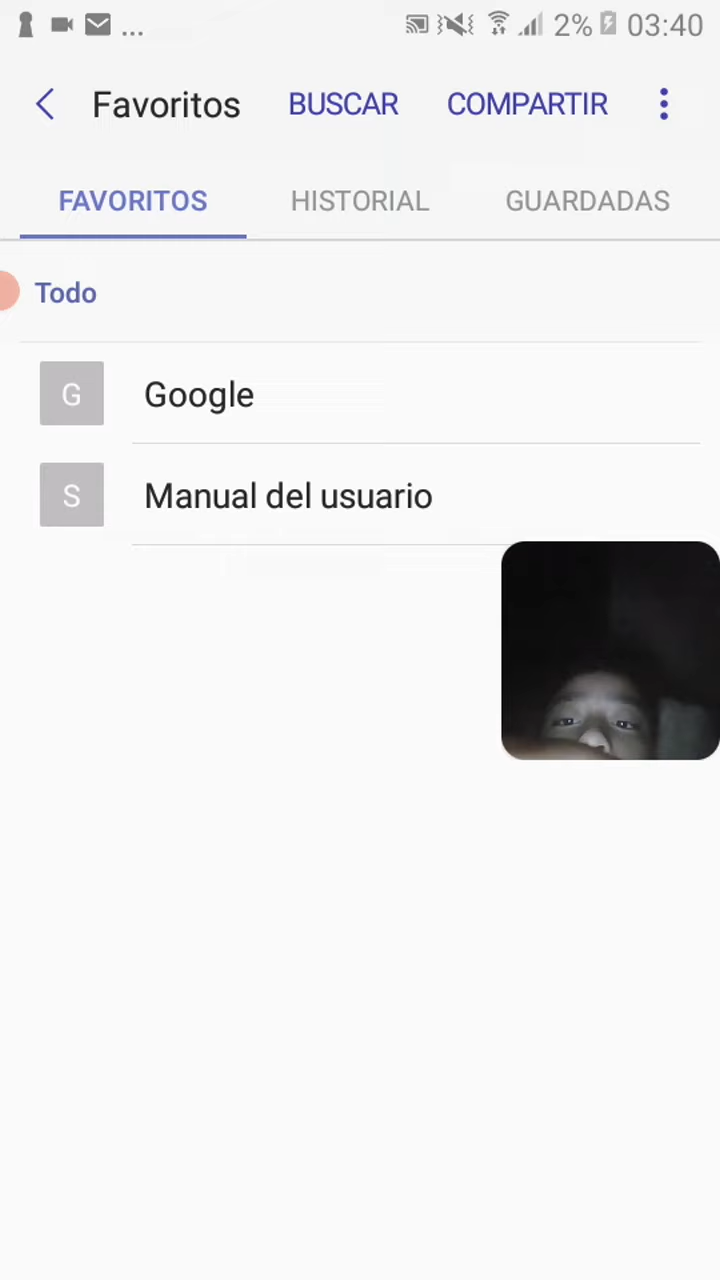 ... 2% 03:40
Favoritos BUSCAR COMPARTIR
FAVORITOS HISTORIAL GUARDADAS
Todo
G Google
S Manual del usuario